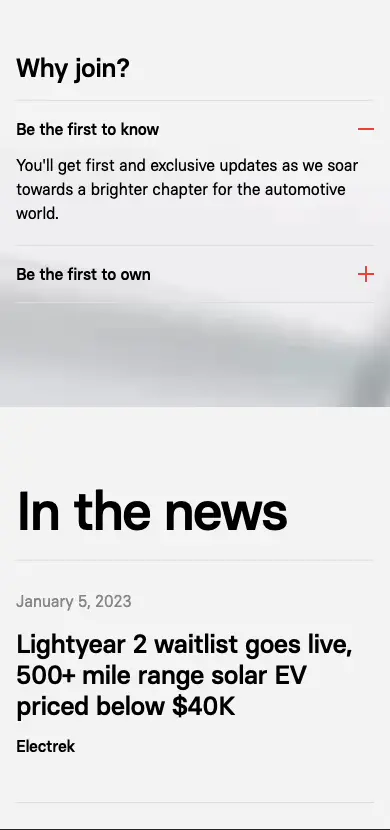 Why join?
Be the first to know
You'll get first and exclusive updates as we soar
towards a brighter chapter for the automotive
world.
Be the first to own
In the news
January 5, 2023
Lightyear 2 waitlist goes live,
500+ mile range solar EV
priced below $40K
Electrek